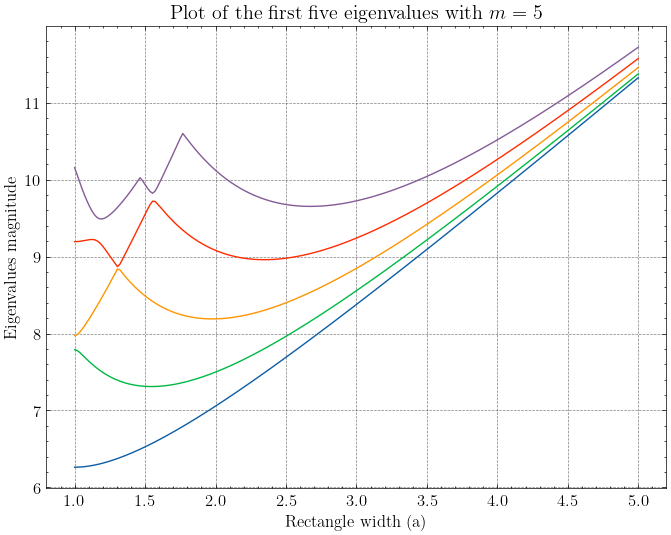 Plot of the first five eigenvalues with m = 5
Eigenvalues magnitude
11
10
9
8
7
6
1.0 1.5 2.0 2.5 3.0 3.5 4.0 4.5 5.0
Rectangle width (a)